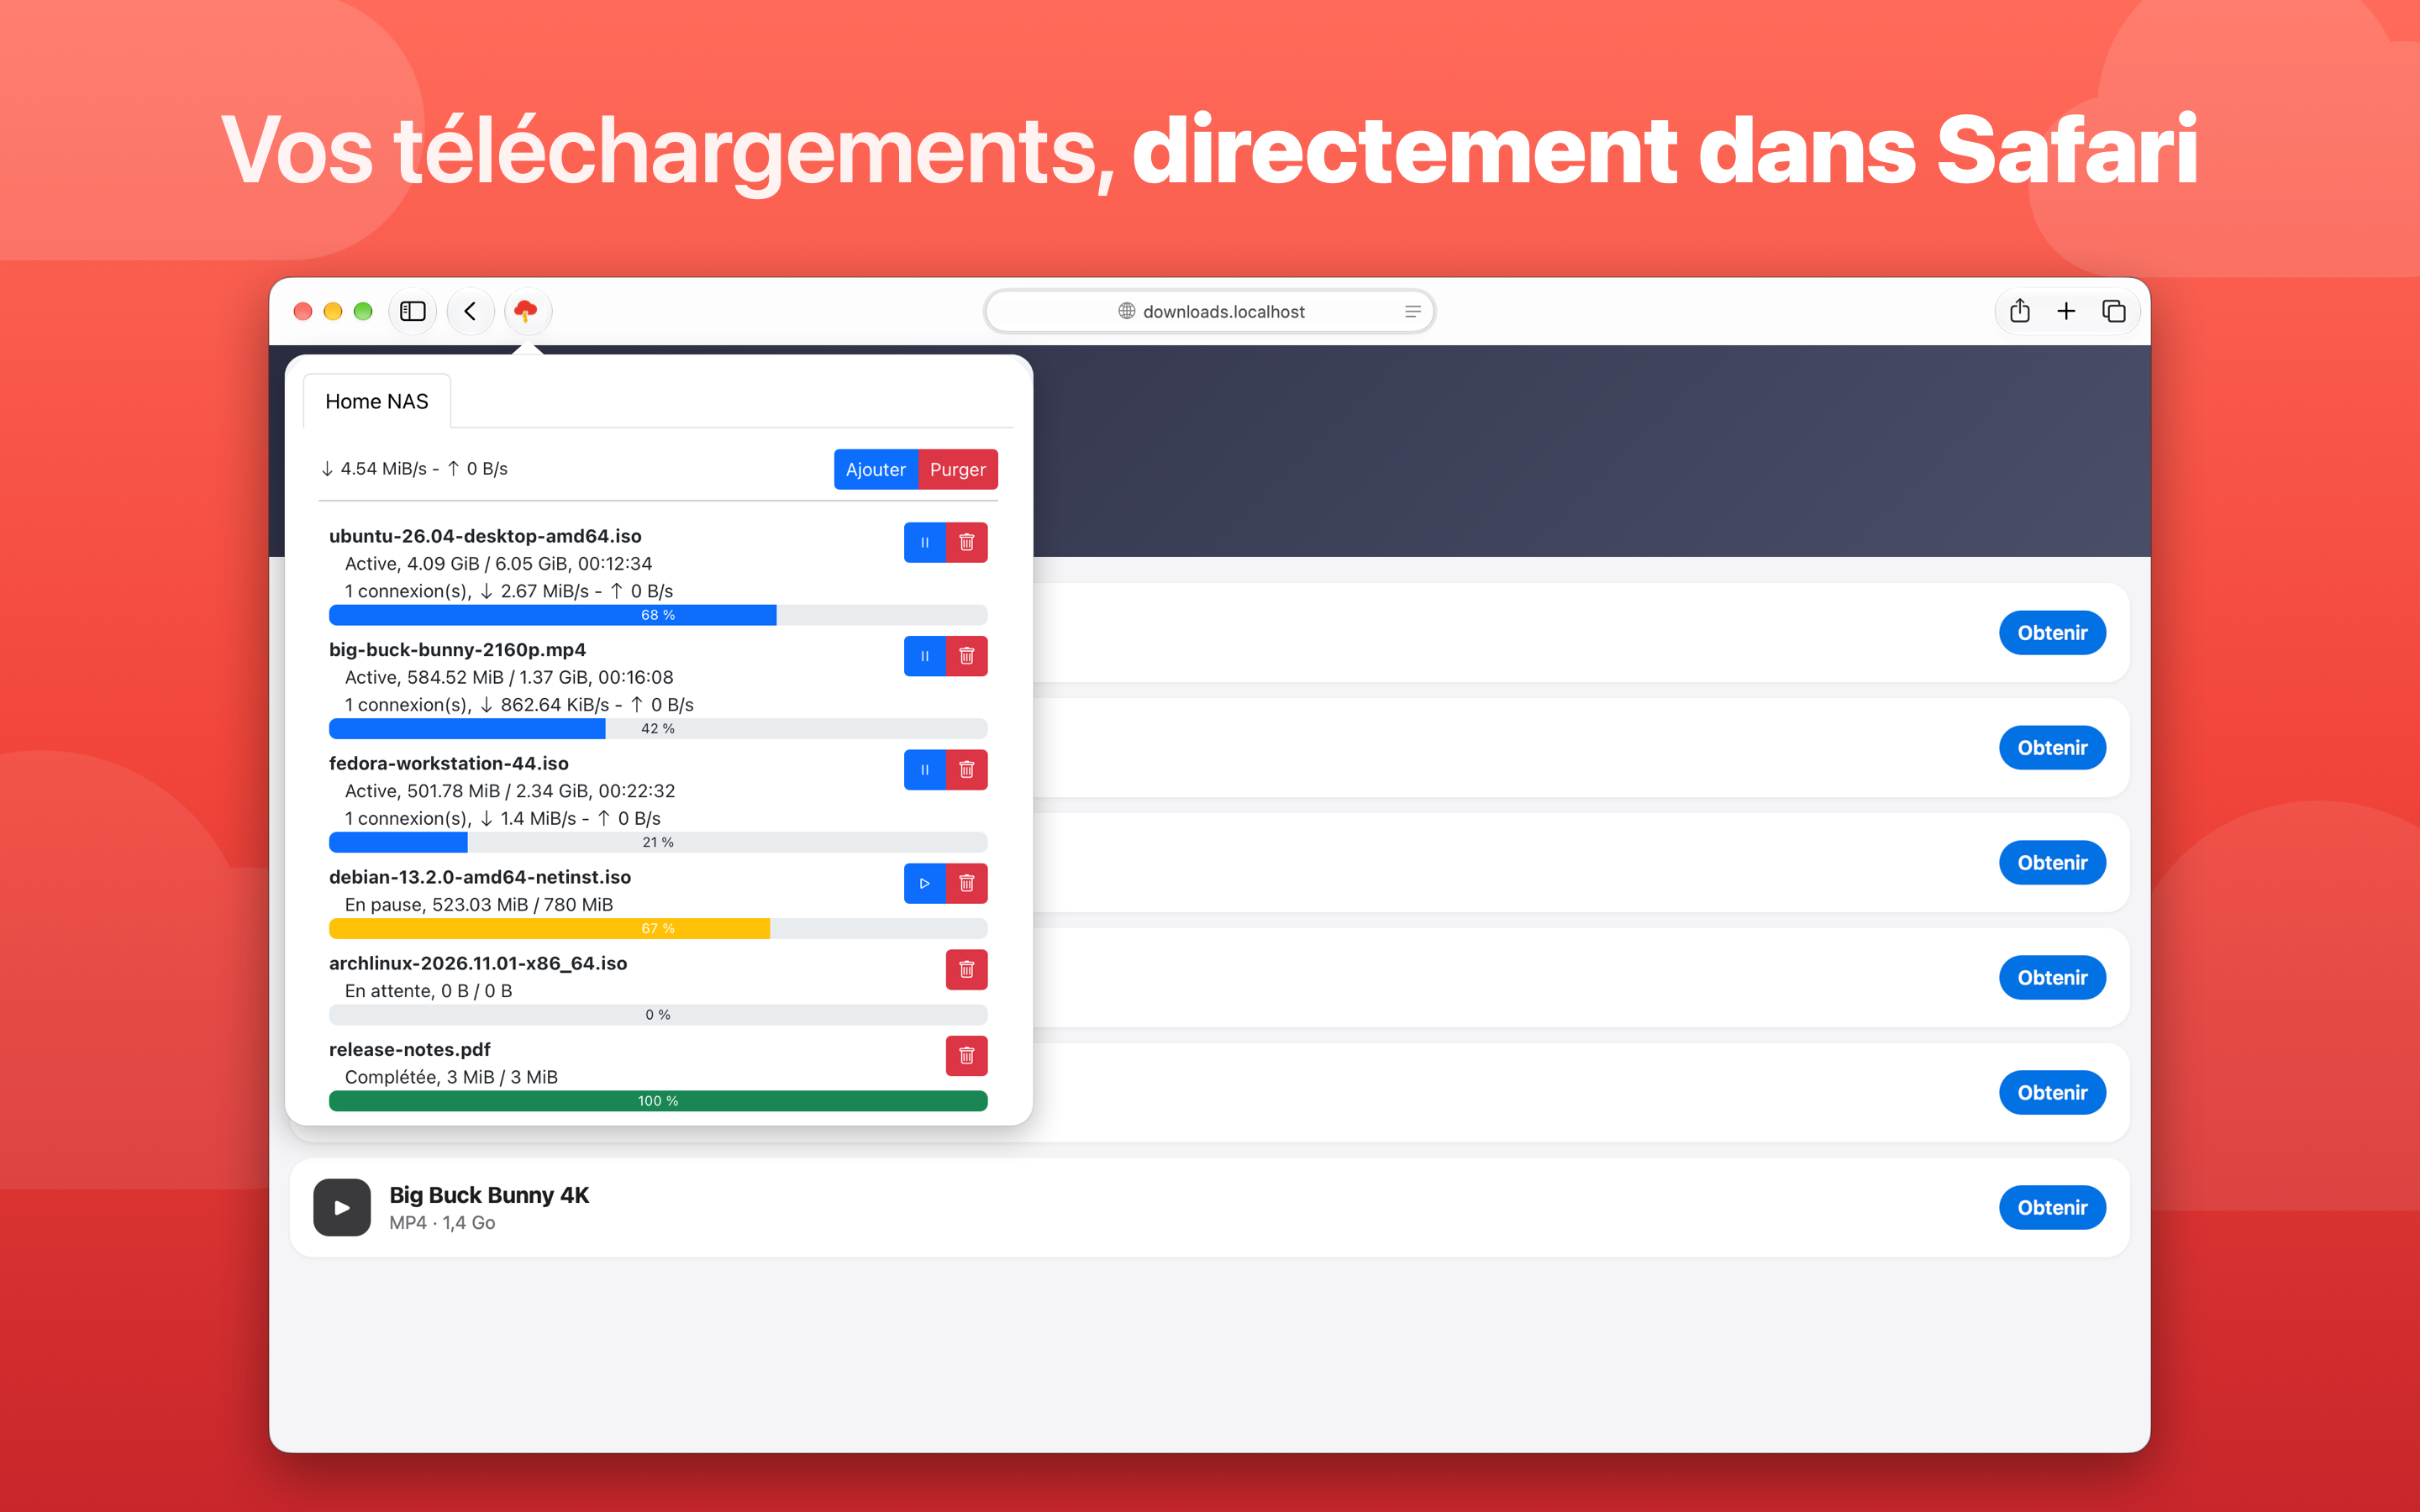 Vos téléchargements, directement dans Safari
downloads.localhost
Home NAS
↓ 4.54 MiB/s - ↑ 0 B/s
Ajouter Purger
ubuntu-26.04-desktop-amd64.iso
Active, 4.09 GiB / 6.05 GiB, 00:12:34
1 connexion(s), ↓ 2.67 MiB/s - ↑ 0 B/s
68 %
big-buck-bunny-2160p.mp4
Active, 584.52 MiB / 1.37 GiB, 00:16:08
1 connexion(s), ↓ 862.64 KiB/s - ↑ 0 B/s
42 %
fedora-workstation-44.iso
Active, 501.78 MiB / 2.34 GiB, 00:22:32
1 connexion(s), ↓ 1.4 MiB/s - ↑ 0 B/s
21 %
debian-13.2.0-amd64-netinst.iso
En pause, 523.03 MiB / 780 MiB
67 %
archlinux-2026.11.01-x86_64.iso
En attente, 0 B / 0 B
0 %
release-notes.pdf
Complétée, 3 MiB / 3 MiB
100 %
Obtenir
Obtenir
Obtenir
Obtenir
Obtenir
Big Buck Bunny 4K
MP4 · 1,4 Go
Obtenir